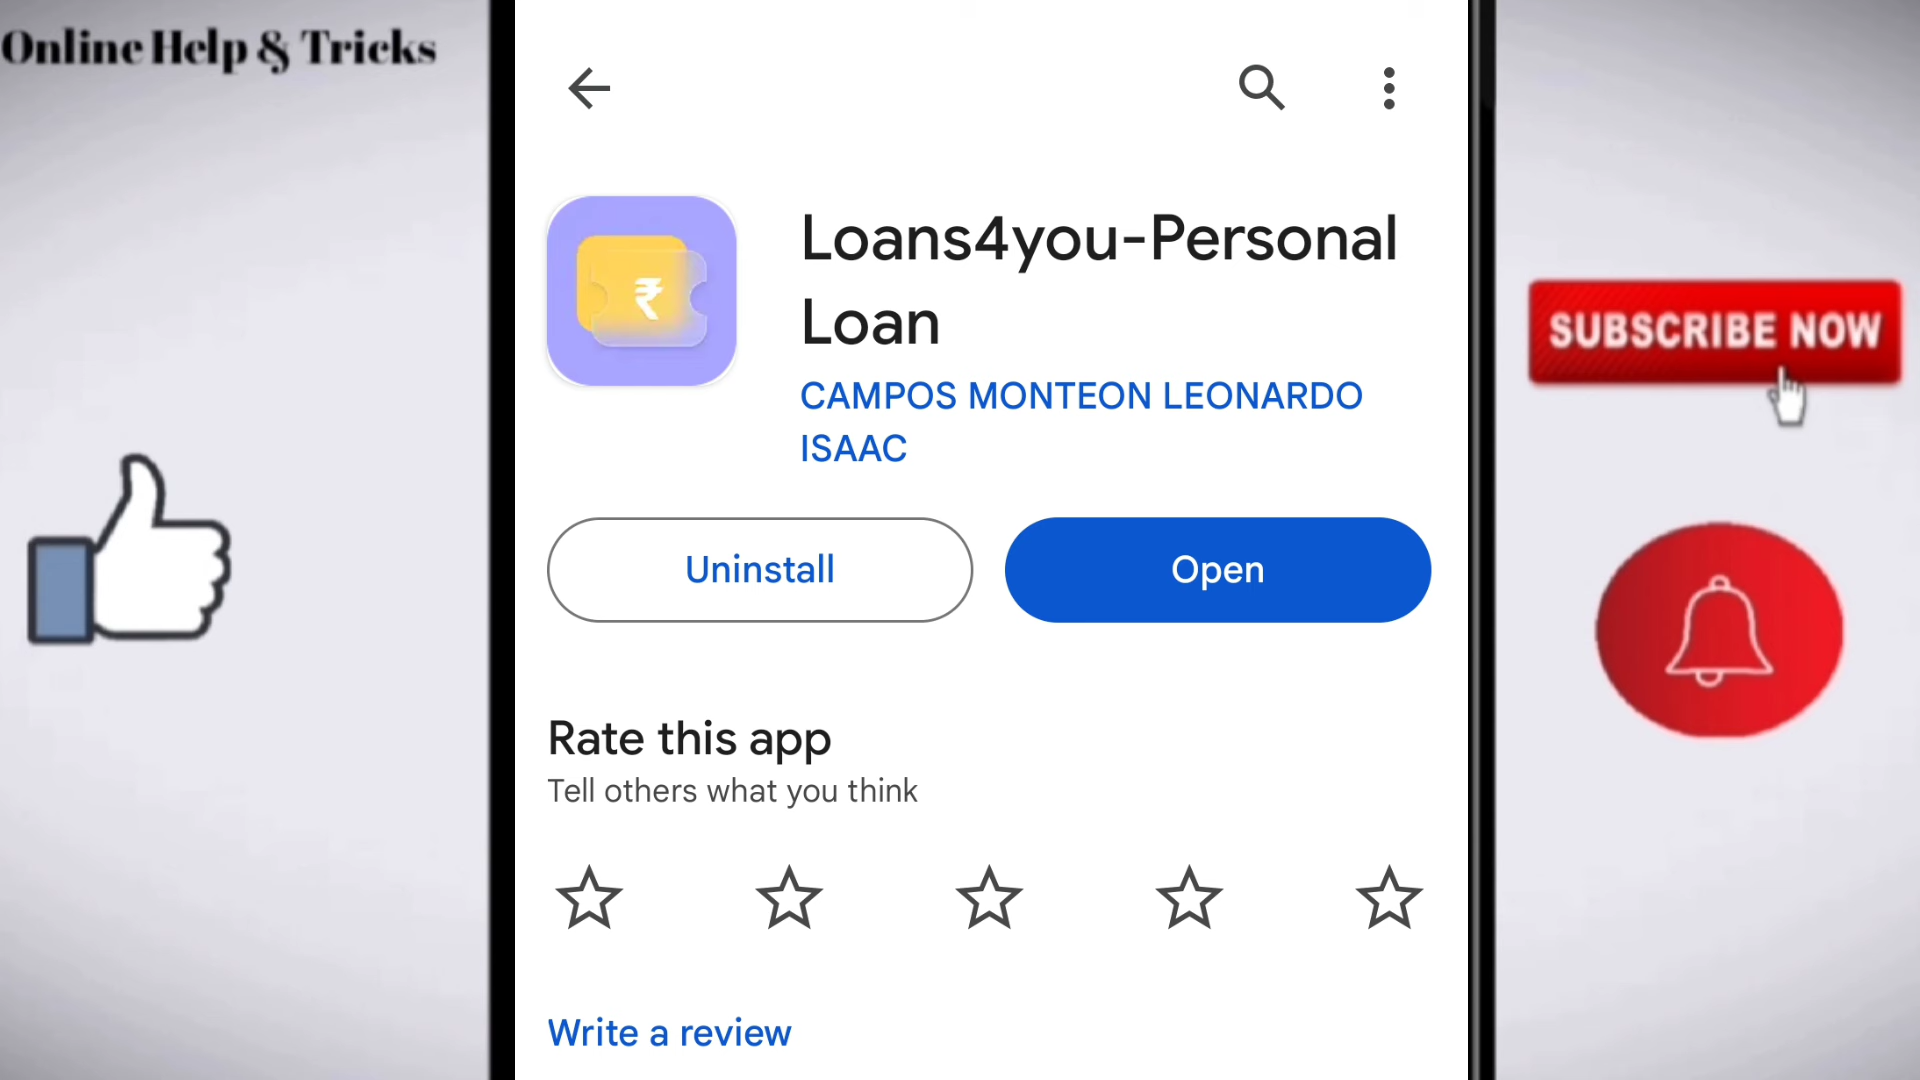 Online Help & Tricks
Loans4you-Personal
Loan
CAMPOS MONTEON LEONARDO
ISAAC
₹
Uninstall
Open
SUBSCRIBE NOW
Rate this app
Tell others what you think
Write a review